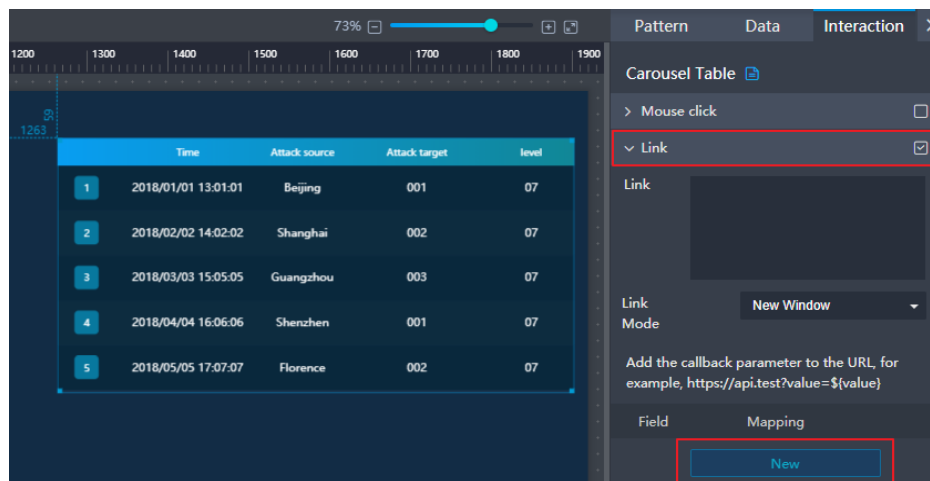 73%
Pattern Data Interaction
1200 1300 1400 1500 1600 1700 1800 1900
Carousel Table
Mouse click
59
1263
Link
Time Attack source Attack target level
1 2018/01/01 13:01:01 Beijing 001 07
2 2018/02/02 14:02:02 Shanghai 002 07
3 2018/03/03 15:05:05 Guangzhou 003 07
4 2018/04/04 16:06:06 Shenzhen 001 07
5 2018/05/05 17:07:07 Florence 002 07
Link
Link
Mode
New Window
Add the callback parameter to the URL, for
example, https://api.test?value=${value}
Field Mapping
New